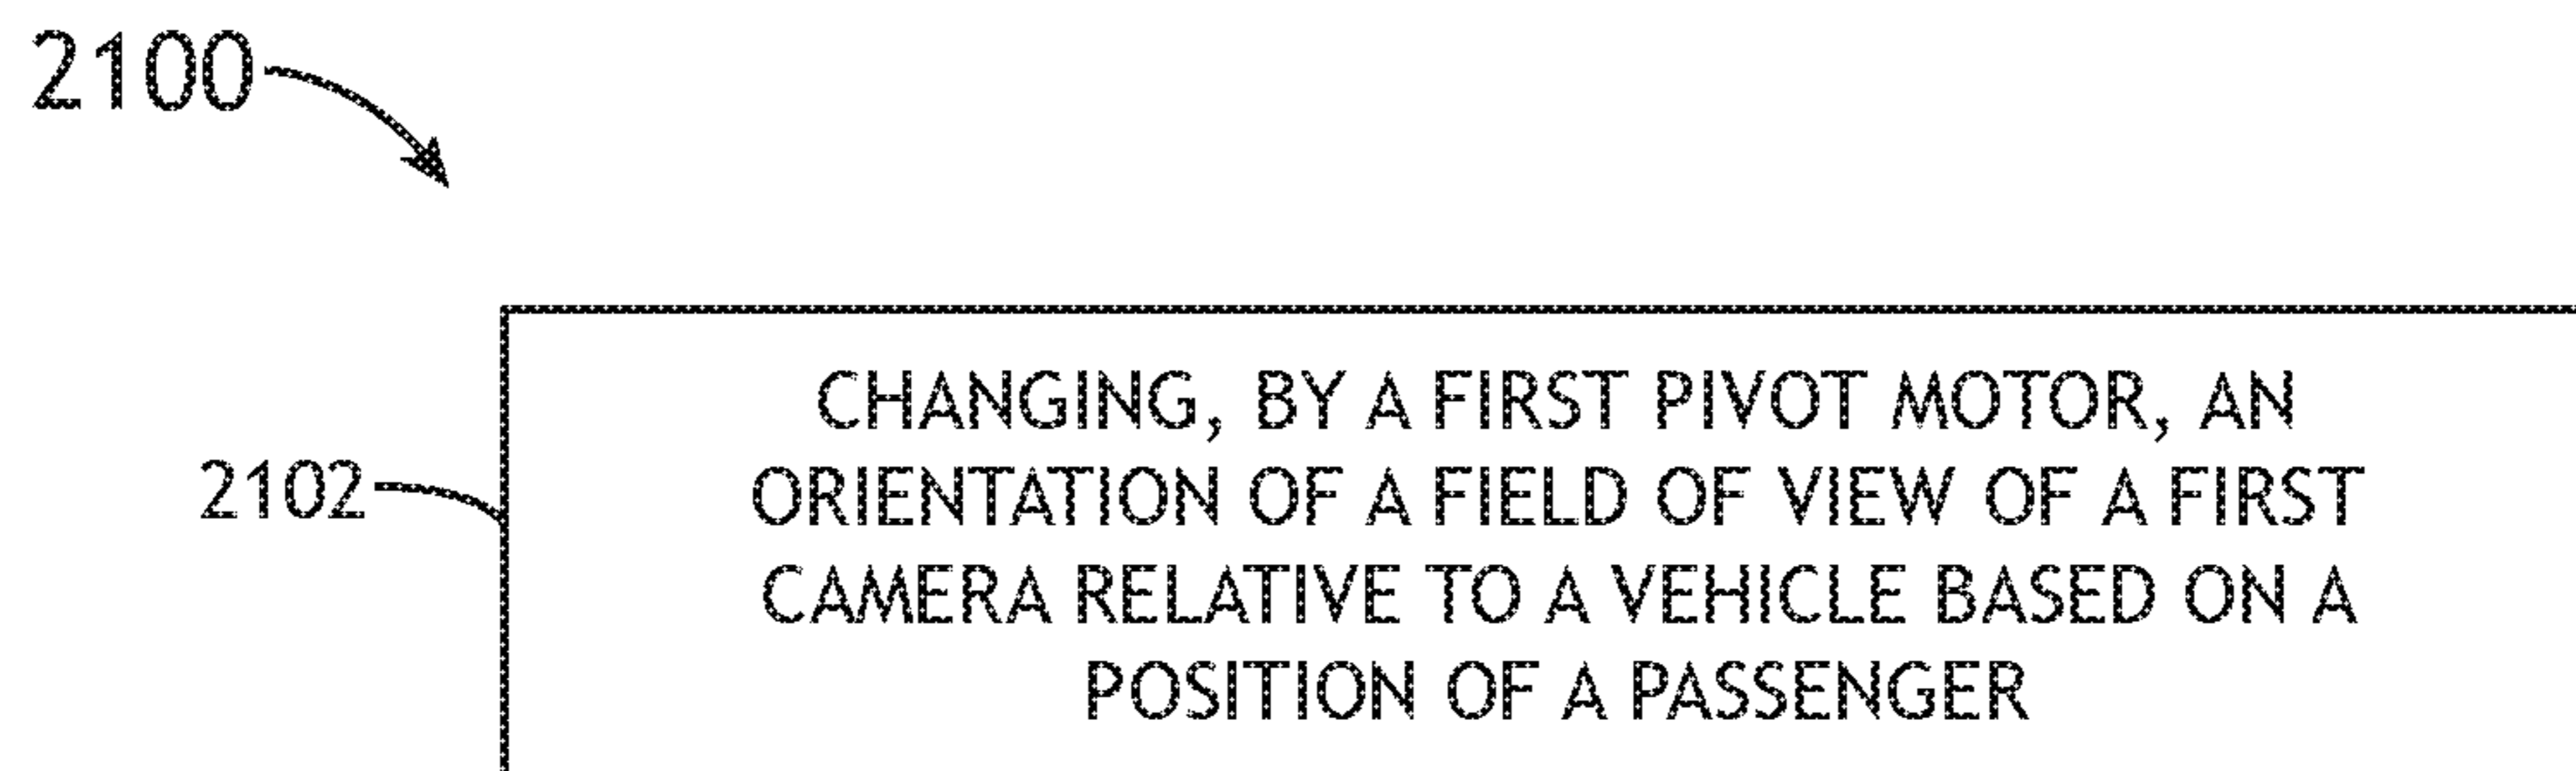 2100
CHANGING, BY A FIRST PIVOT MOTOR, AN
2102
ORIENTATION OF A FIELD OF VIEW OF A FIRST
CAMERA RELATIVE TO A VEHICLE BASED ON A
POSITION OF A PASSENGER